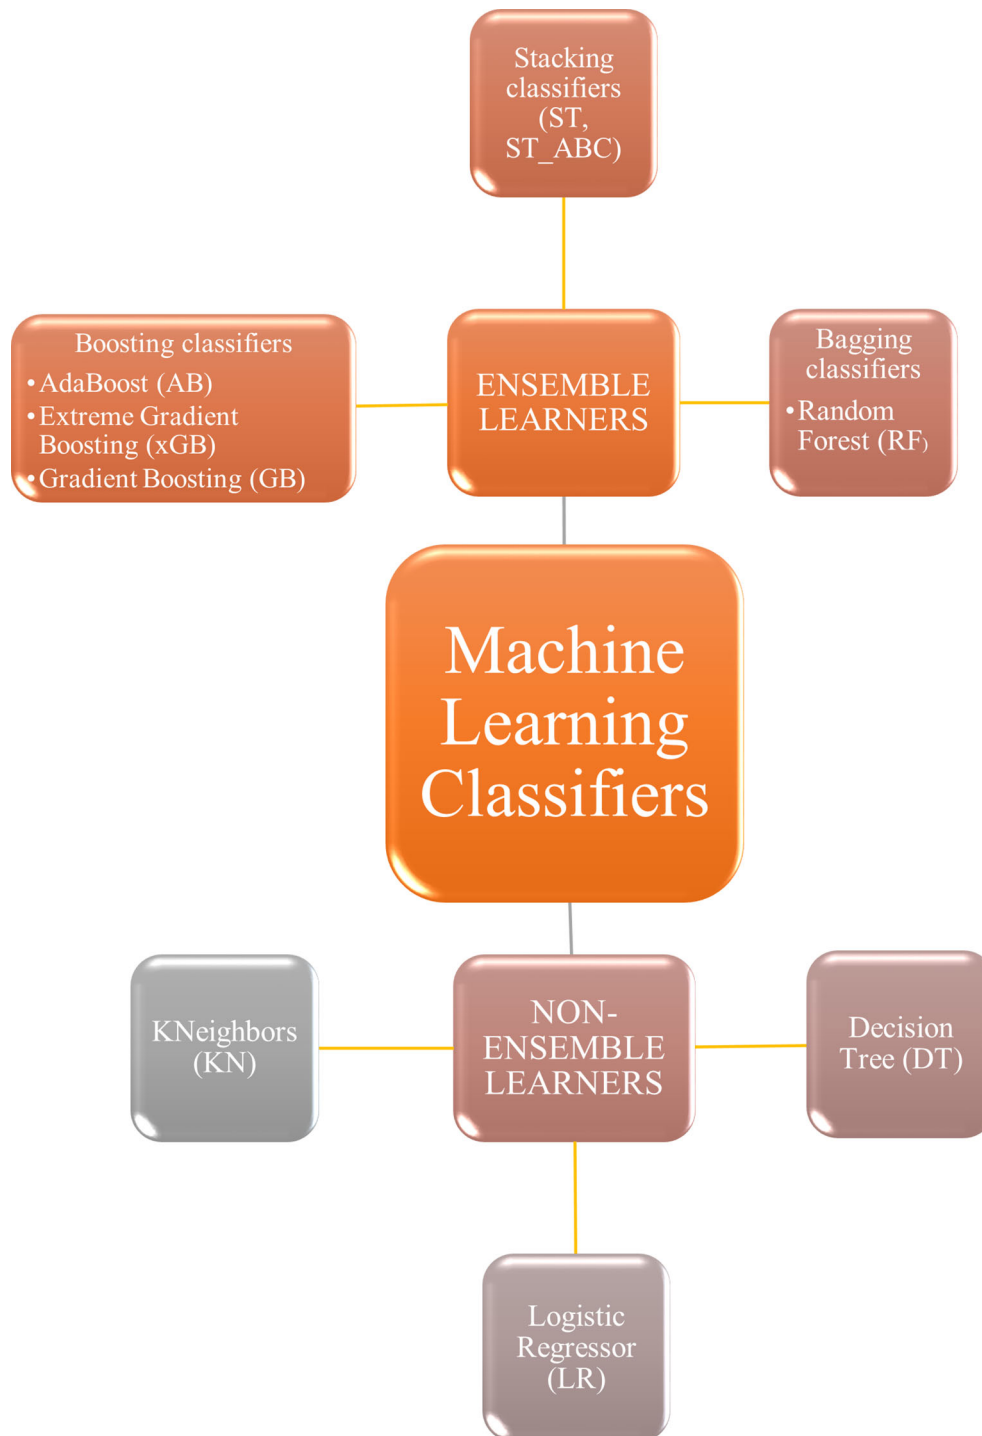 Stacking
classifiers
(ST,
ST_ABC)
Boosting classifiers
• AdaBoost (AB)
• Extreme Gradient
Boosting (xGB)
• Gradient Boosting (GB)
ENSEMBLE
LEARNERS
Bagging
classifiers
• Random
Forest (RF)
Machine
Learning
Classifiers
KNeighbors
(KN)
NON-
ENSEMBLE
LEARNERS
Decision
Tree (DT)
Logistic
Regressor
(LR)